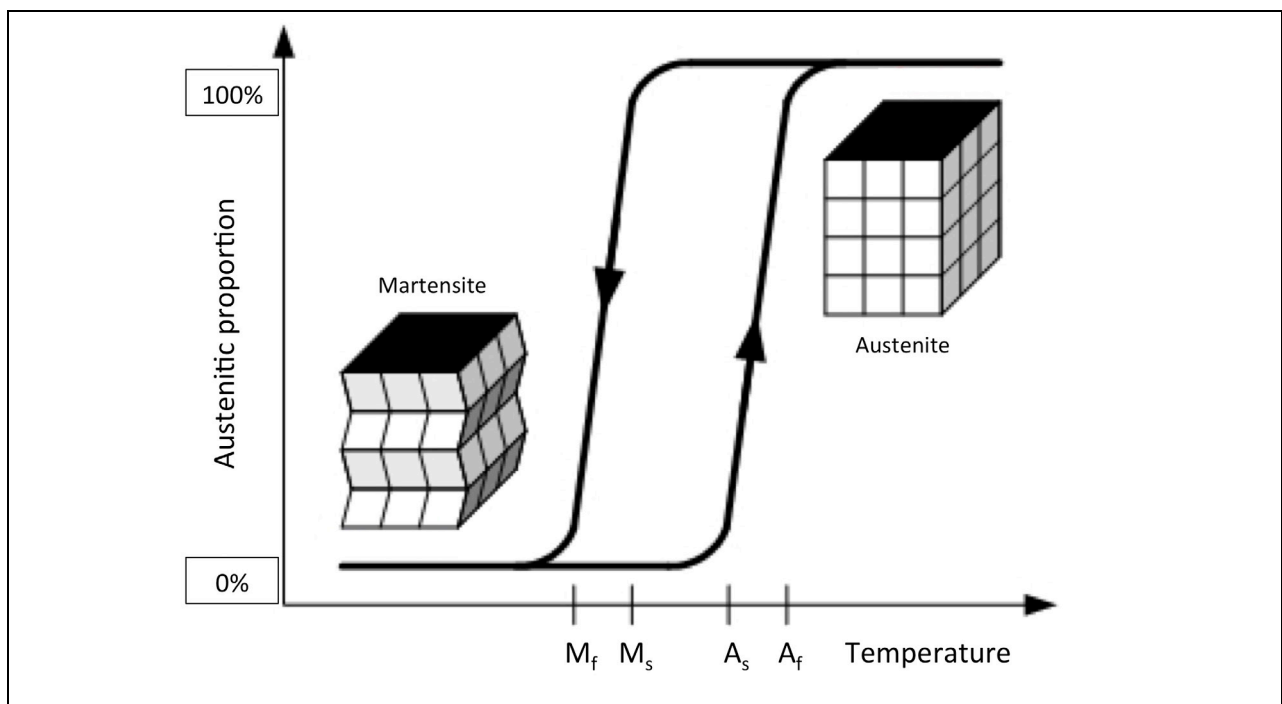 100%
Austenitic proportion
Martensite
Austenite
0%
Mf Ms As Af Temperature